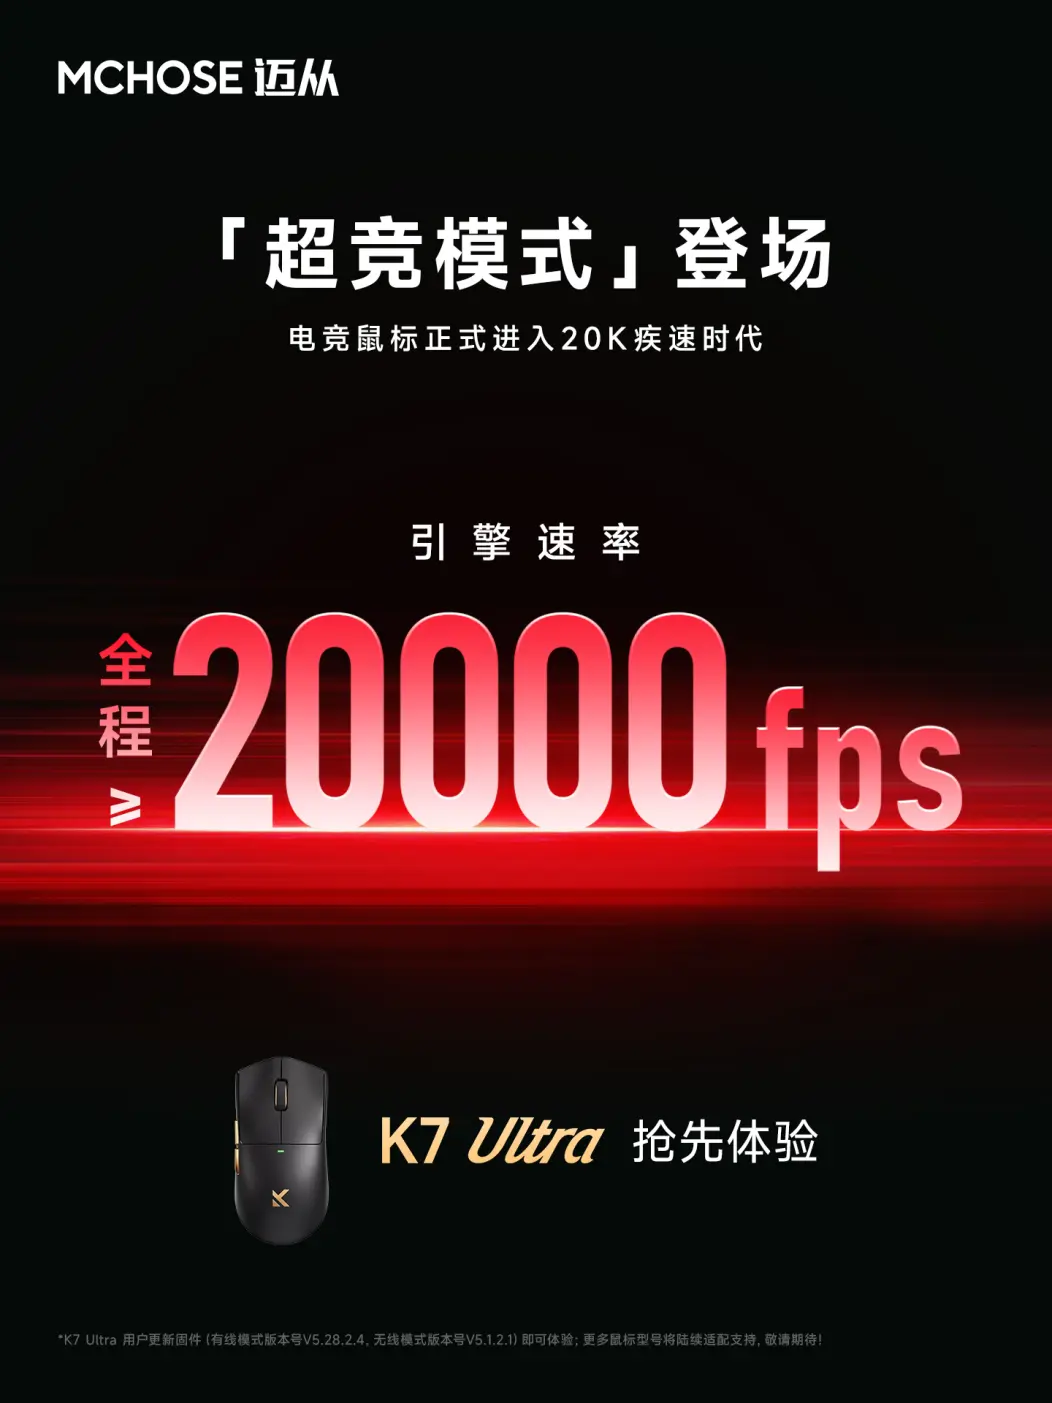 MCHOSE 迈从
「超竞模式」登场
电竞鼠标正式进入20K疾速时代
引擎速率
全程
≥
20000fps
K7 Ultra 抢先体验
*K7 Ultra 用户更新固件 (有线模式版本号V5.28.2.4, 无线模式版本号V5.1.2.1) 即可体验; 更多鼠标型号将陆续适配支持, 敬请期待!